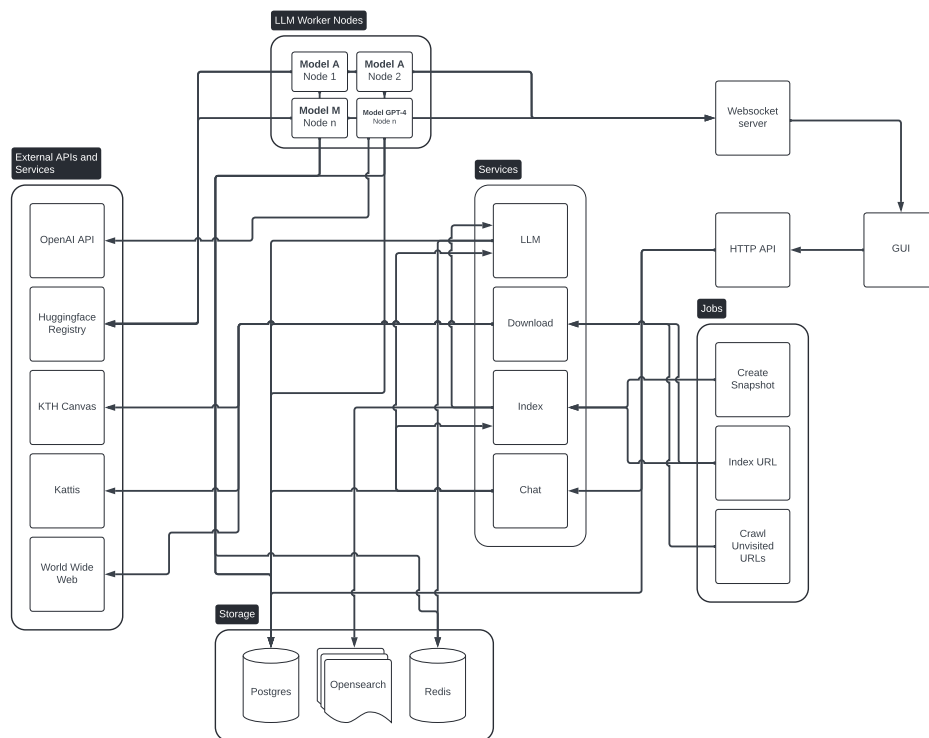 LLM Worker Nodes
Model A
Node 1
Model A
Node 2
Model M
Node n
Model GPT-4
Node n
Websocket
server
External APIs and
Services
OpenAI API
Huggingface
Registry
KTH Canvas
Kattis
World Wide
Web
Services
LLM
Download
Index
Chat
HTTP API
GUI
Jobs
Create
Snapshot
Index URL
Crawl
Unvisited
URLs
Storage
Postgres
Opensearch
Redis